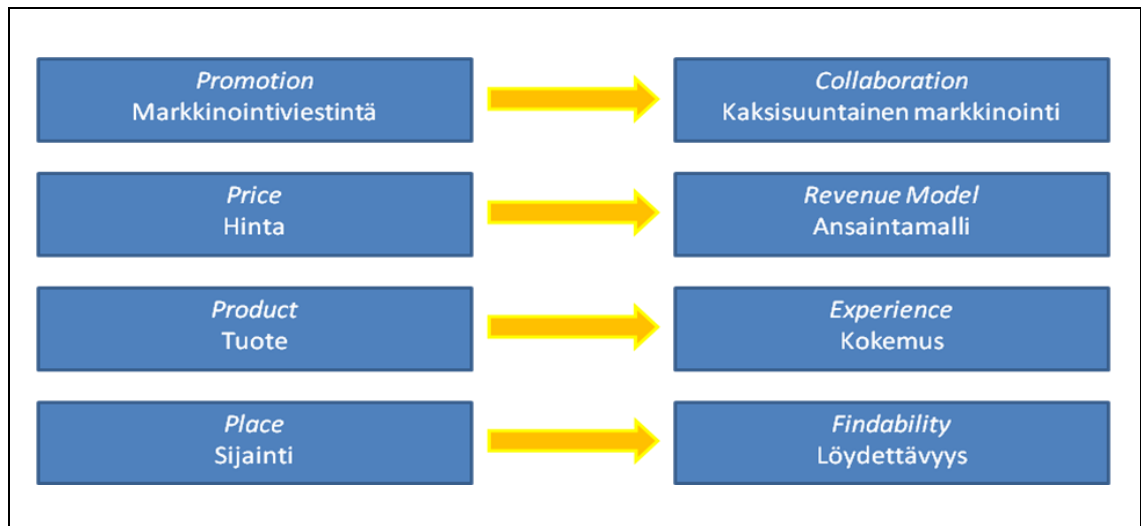 Promotion
Markkinointiviestintä
Collaboration
Kaksisuuntainen markkinointi
Price
Hinta
Revenue Model
Ansaintamalli
Product
Tuote
Experience
Kokemus
Place
Sijainti
Findability
Löydettävyys